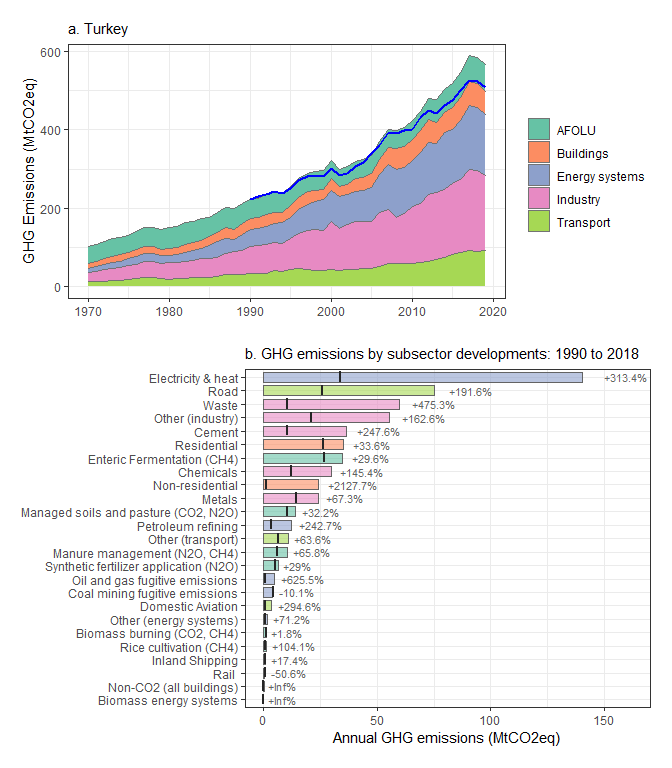 a. Turkey
GHG Emissions (MtCO2eq)
600
400
200
0
1970
1980
1990
2000
2010
2020
AFOLU
Buildings
Energy systems
Industry
Transport
b. GHG emissions by subsector developments: 1990 to 2018
Electricity & heat +313.4%
Road +191.6%
Waste +475.3%
Other (industry) +162.6%
Cement +247.6%
Residential +33.6%
Enteric Fermentation (CH4) +29.6%
Chemicals +145.4%
Non-residential +2127.7%
Metals +67.3%
Managed soils and pasture (CO2, N2O) +32.2%
Petroleum refining +242.7%
Other (transport) +63.6%
Manure management (N2O, CH4) +65.8%
Synthetic fertilizer application (N2O) +29%
Oil and gas fugitive emissions +625.5%
Coal mining fugitive emissions -10.1%
Domestic Aviation +294.6%
Other (energy systems) +71.2%
Biomass burning (CO2, CH4) +1.8%
Rice cultivation (CH4) +104.1%
Inland Shipping +17.4%
Rail -50.6%
Non-CO2 (all buildings) +Inf%
Biomass energy systems +Inf%
0
50
100
150
Annual GHG emissions (MtCO2eq)